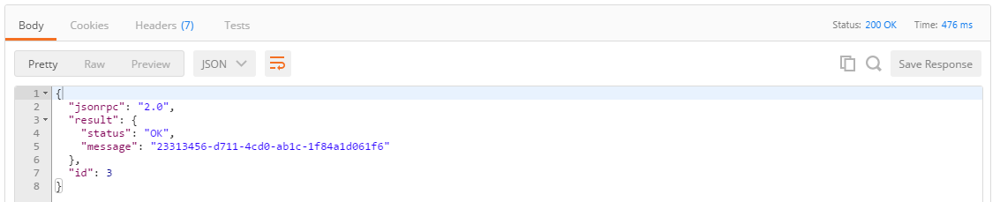 Body Cookies Headers (7) Tests Status: 200 OK Time: 476 ms
Pretty Raw Preview JSON Save Response
1 {
2 "jsonrpc": "2.0",
3 "result": {
4 "status": "OK",
5 "message": "23313456-d711-4cd0-ab1c-1f84a1d061f6"
6 },
7 "id": 3
8 }